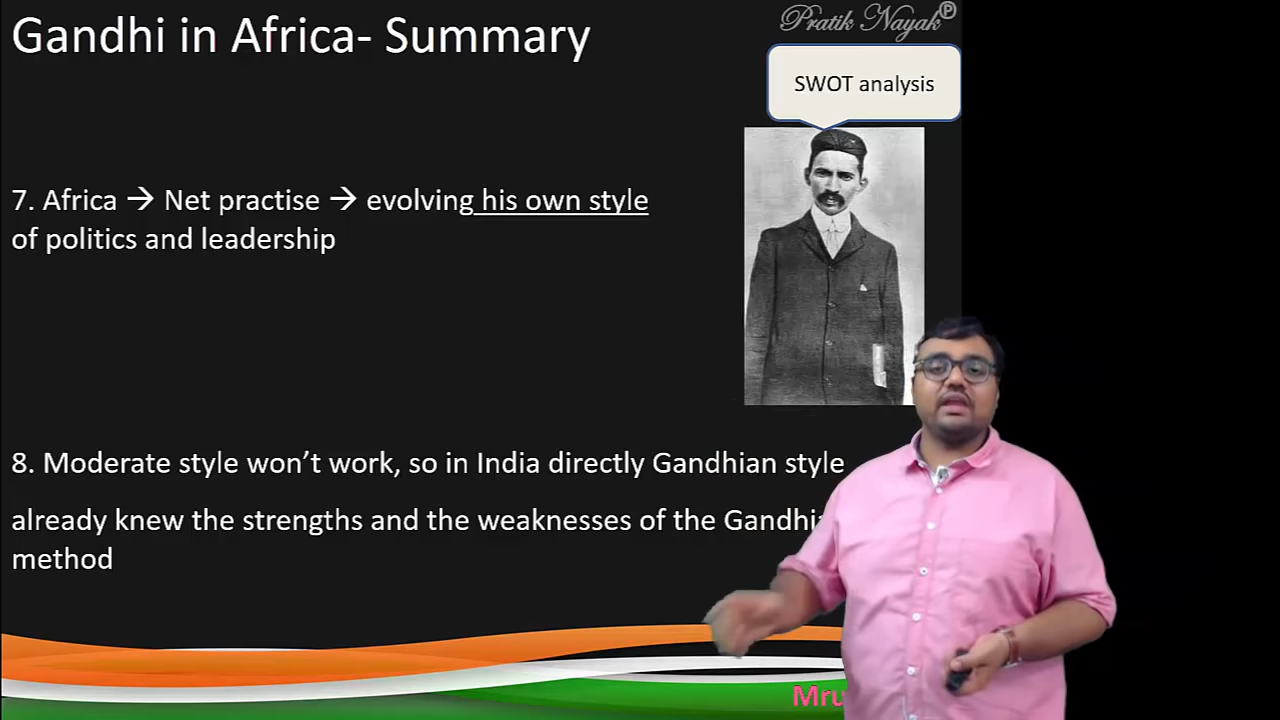 Gandhi in Africa- Summary
Pratik Nayak ℗
SWOT analysis
7. Africa → Net practise → evolving his own style
of politics and leadership
8. Moderate style won’t work, so in India directly Gandhian style
already knew the strengths and the weaknesses of the
method